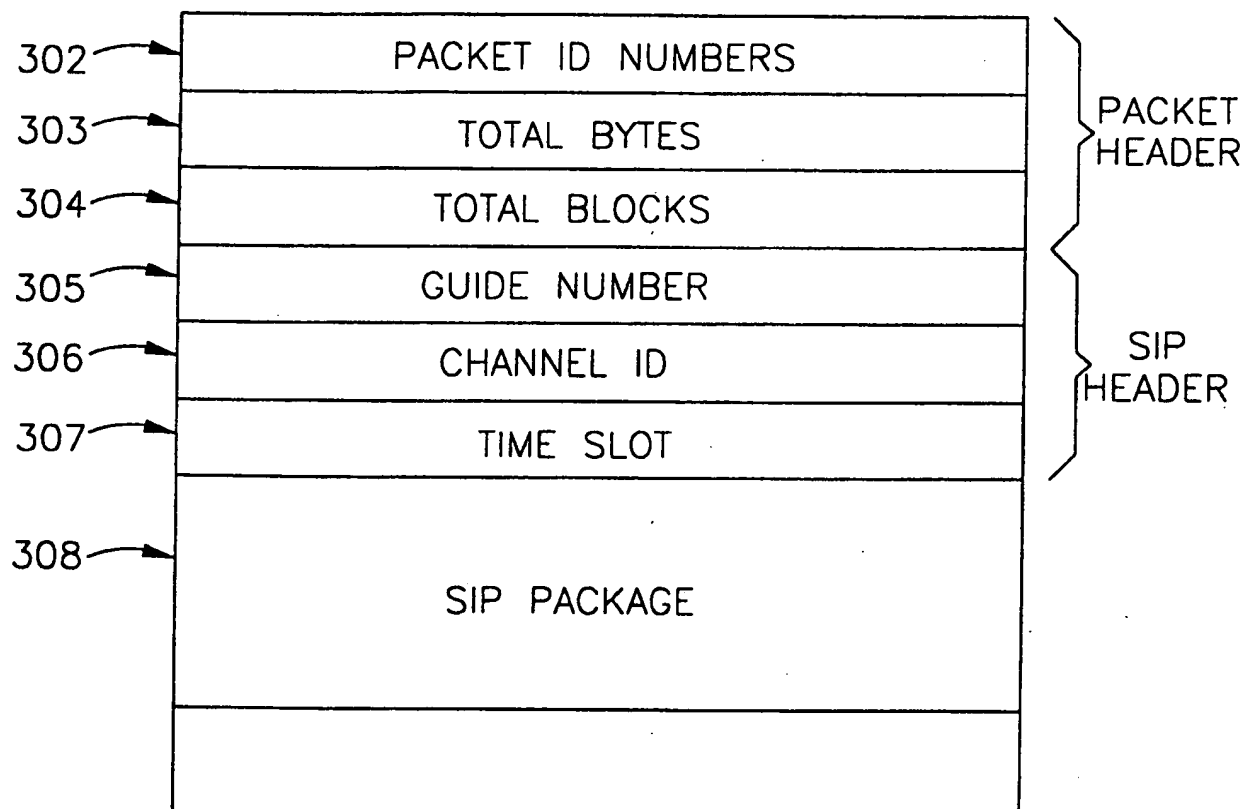 302 PACKET ID NUMBERS
303 TOTAL BYTES
304 TOTAL BLOCKS
PACKET
HEADER
305 GUIDE NUMBER
306 CHANNEL ID
307 TIME SLOT
SIP
HEADER
308 SIP PACKAGE